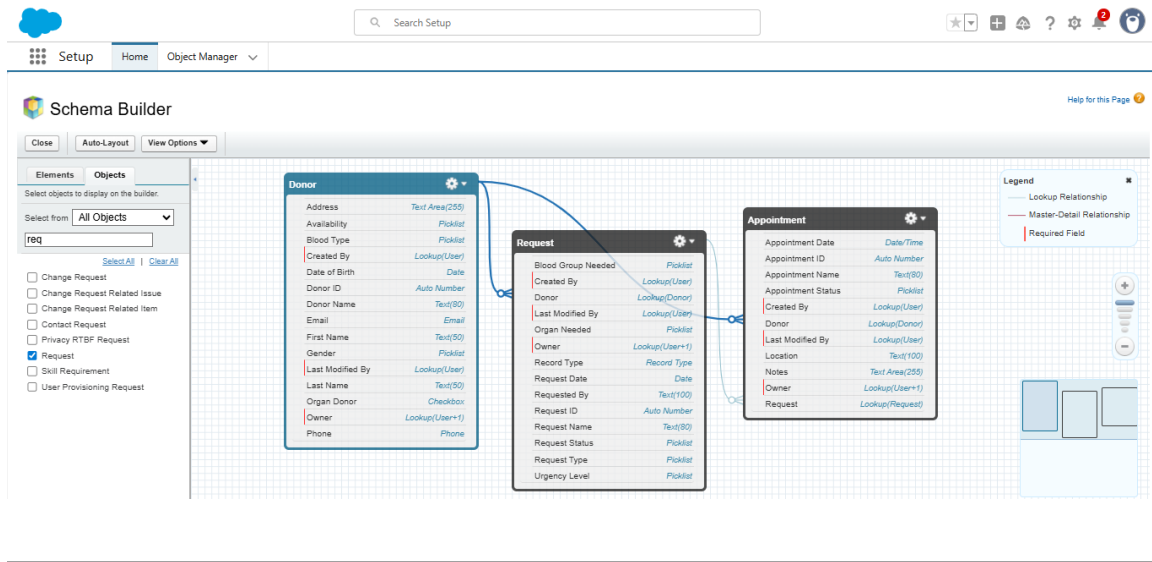 Search Setup
2
Setup
Home
Object Manager
Schema Builder
Help for this Page
Close
Auto-Layout
View Options
Elements
Objects
Select objects to display on the builder.
Select from All Objects
req
Select All | Clear All
Change Request
Change Request Related Issue
Change Request Related Item
Contact Request
Privacy RTBF Request
Request
Skill Requirement
User Provisioning Request
Donor
Address Text Area(255)
Availability Picklist
Blood Type Picklist
Created By Lookup(User)
Date of Birth Date
Donor ID Auto Number
Donor Name Text(80)
Email Email
First Name Text(50)
Gender Picklist
Last Modified By Lookup(User)
Last Name Text(50)
Organ Donor Checkbox
Owner Lookup(User+1)
Phone Phone
Request
Blood Group Needed Picklist
Created By Lookup(User)
Donor Lookup(Donor)
Last Modified By Lookup(User)
Organ Needed Picklist
Owner Lookup(User+1)
Record Type Record Type
Request Date Date
Requested By Text(100)
Request ID Auto Number
Request Name Text(80)
Request Status Picklist
Request Type Picklist
Urgency Level Picklist
Appointment
Appointment Date Date/Time
Appointment ID Auto Number
Appointment Name Text(80)
Appointment Status Picklist
Created By Lookup(User)
Donor Lookup(Donor)
Last Modified By Lookup(User)
Location Text(100)
Notes Text Area(255)
Owner Lookup(User+1)
Request Lookup(Request)
Legend
Lookup Relationship
Master-Detail Relationship
Required Field